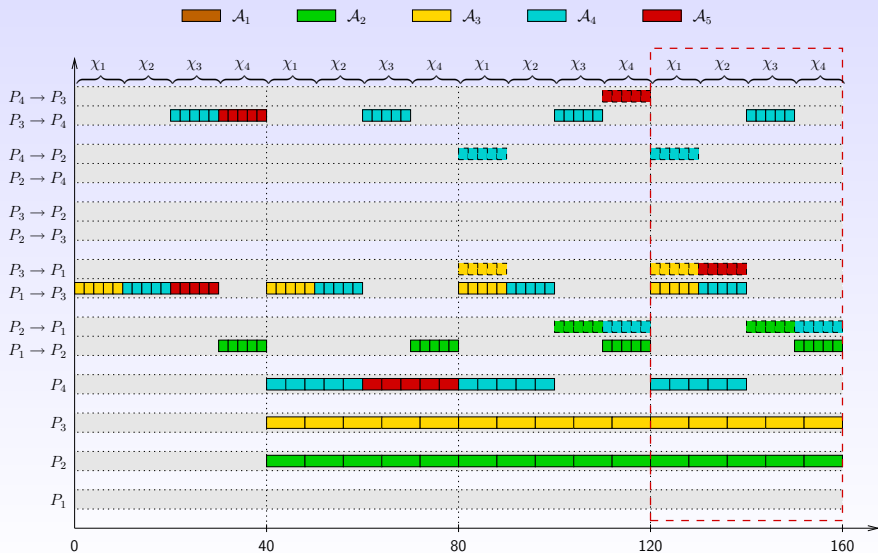 𝒜₁ 𝒜₂ 𝒜₃ 𝒜₄ 𝒜₅
χ₁ χ₂ χ₃ χ₄ χ₁ χ₂ χ₃ χ₄ χ₁ χ₂ χ₃ χ₄ χ₁ χ₂ χ₃ χ₄
P₄ → P₃
P₃ → P₄
P₄ → P₂
P₂ → P₄
P₃ → P₂
P₂ → P₃
P₃ → P₁
P₁ → P₃
P₂ → P₁
P₁ → P₂
P₄
P₃
P₂
P₁
0 40 80 120 160